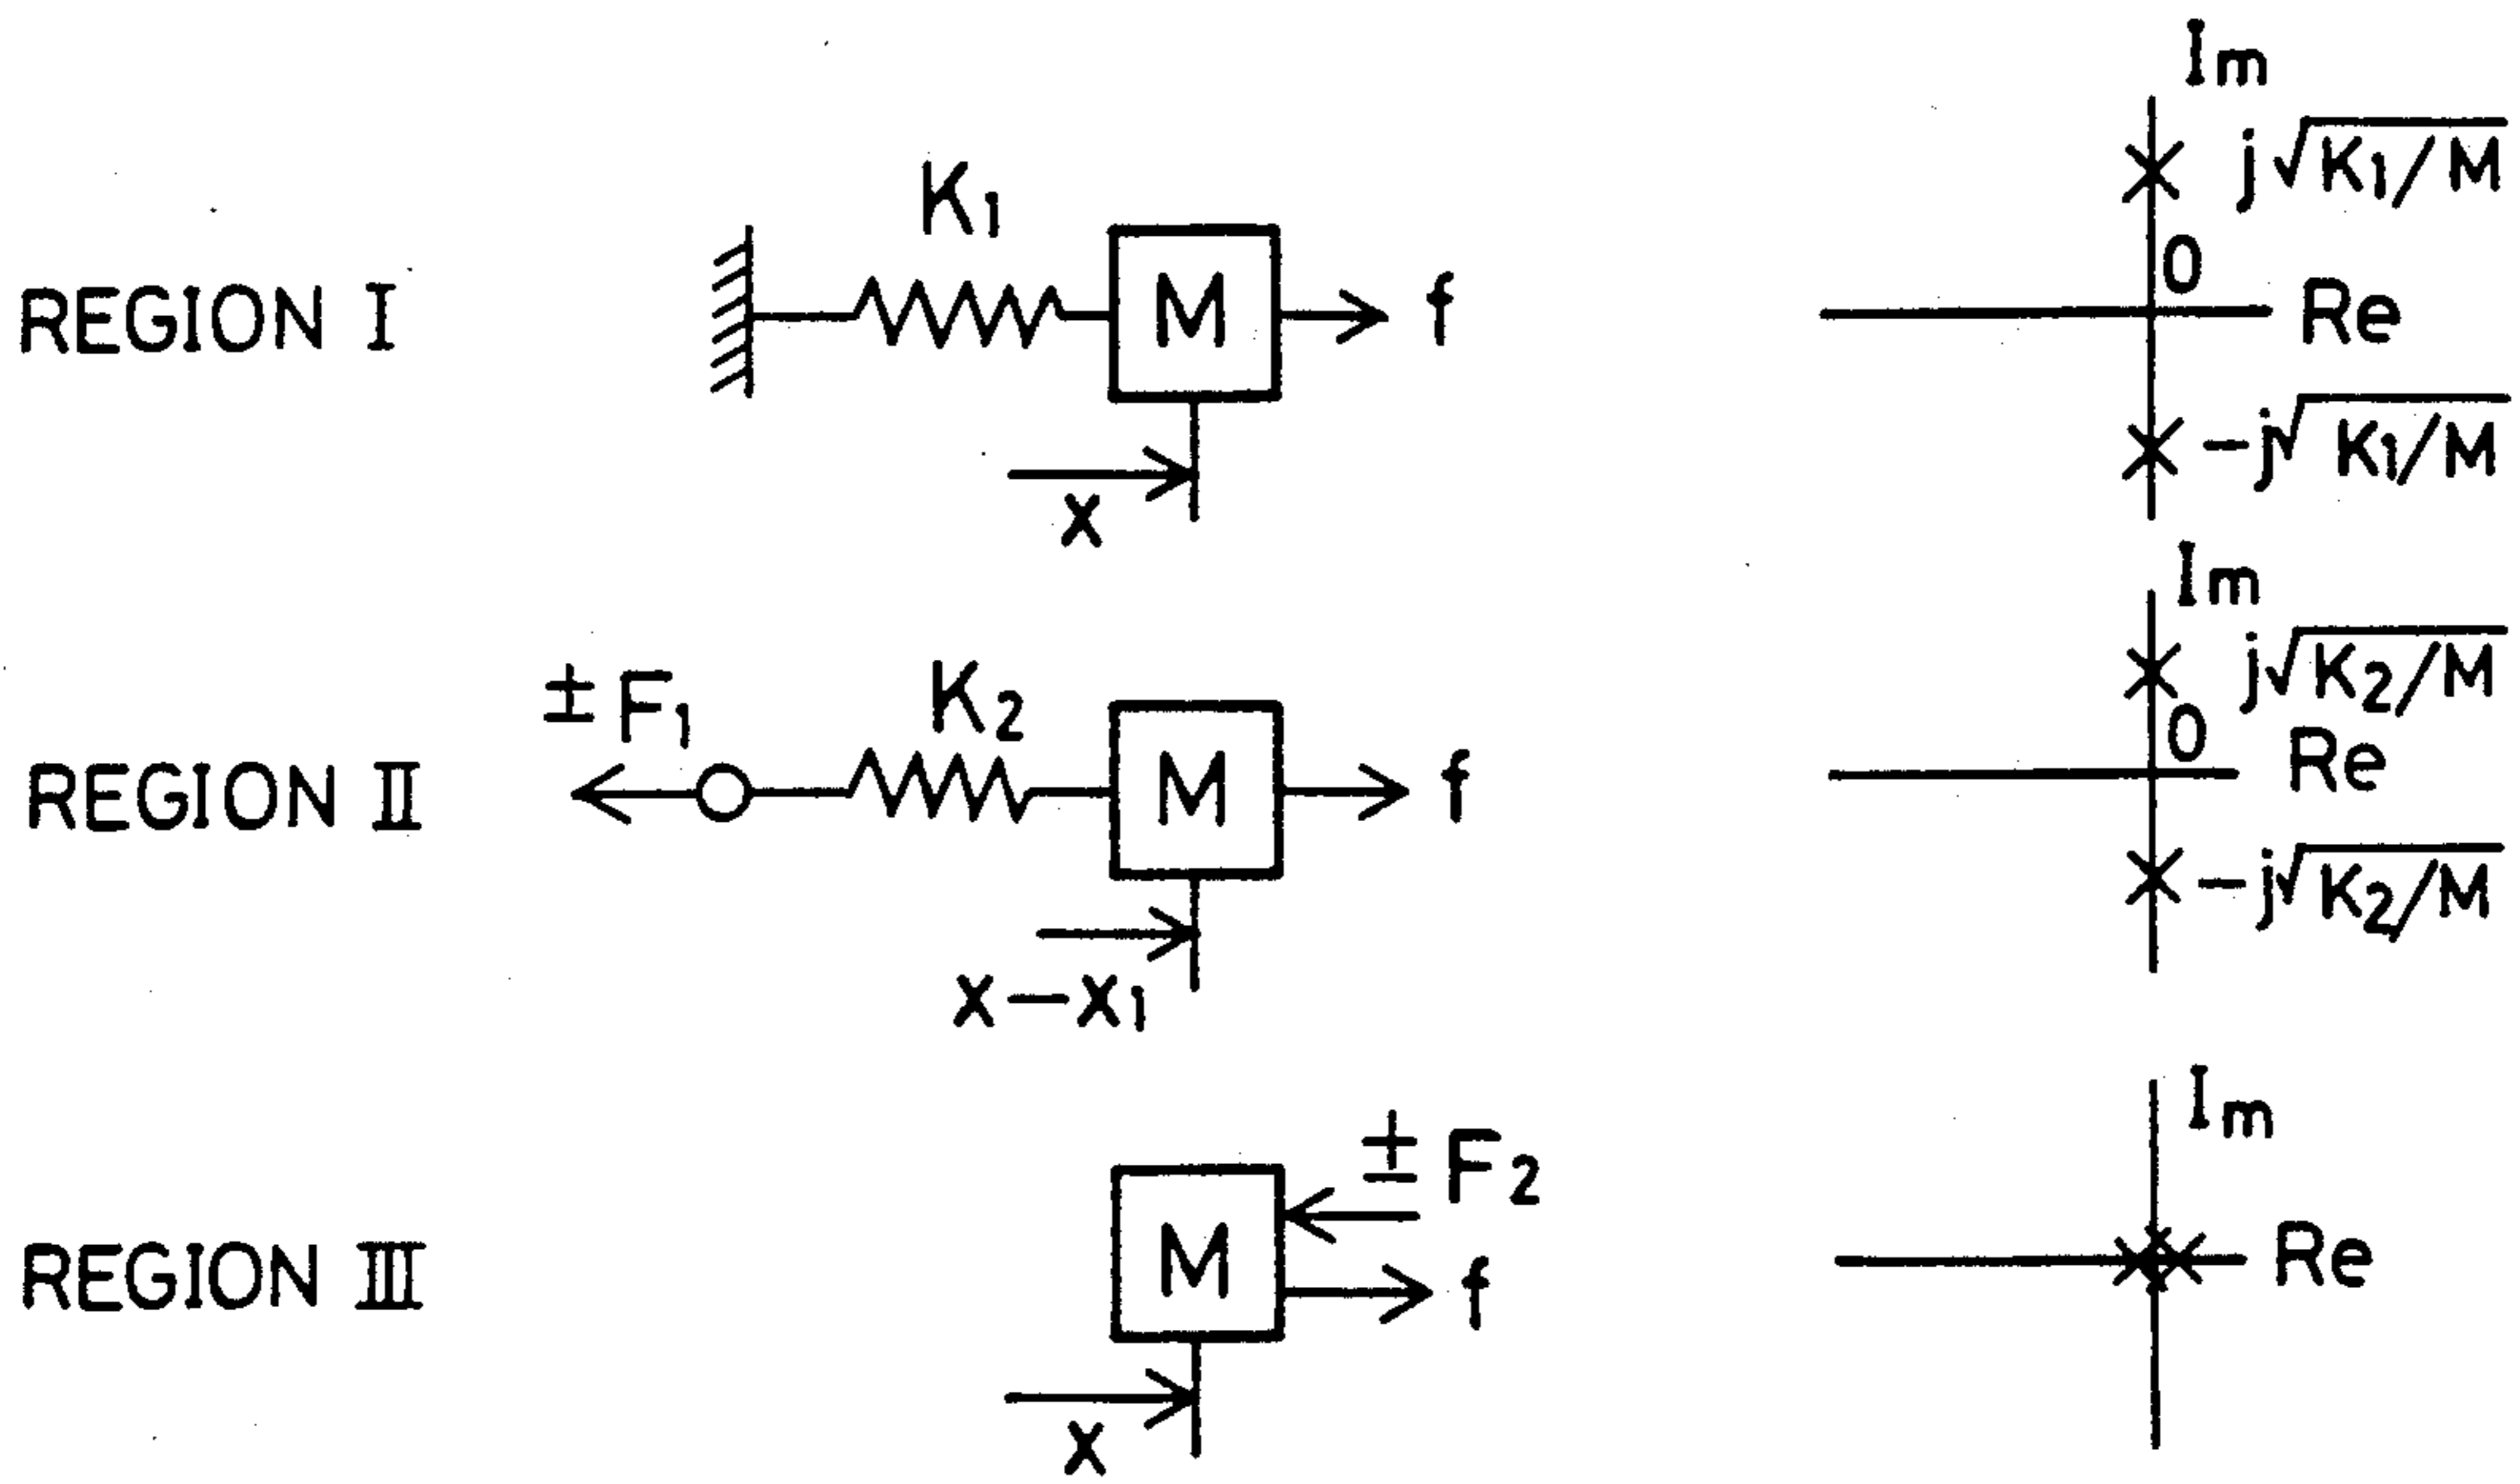 REGION I
K1
M
f
x
Im
j√K1/M
0
Re
-j√K1/M
REGION II
±F1
K2
M
f
x-x1
Im
j√K2/M
0
Re
-j√K2/M
REGION III
M
±F2
f
x
Im
Re